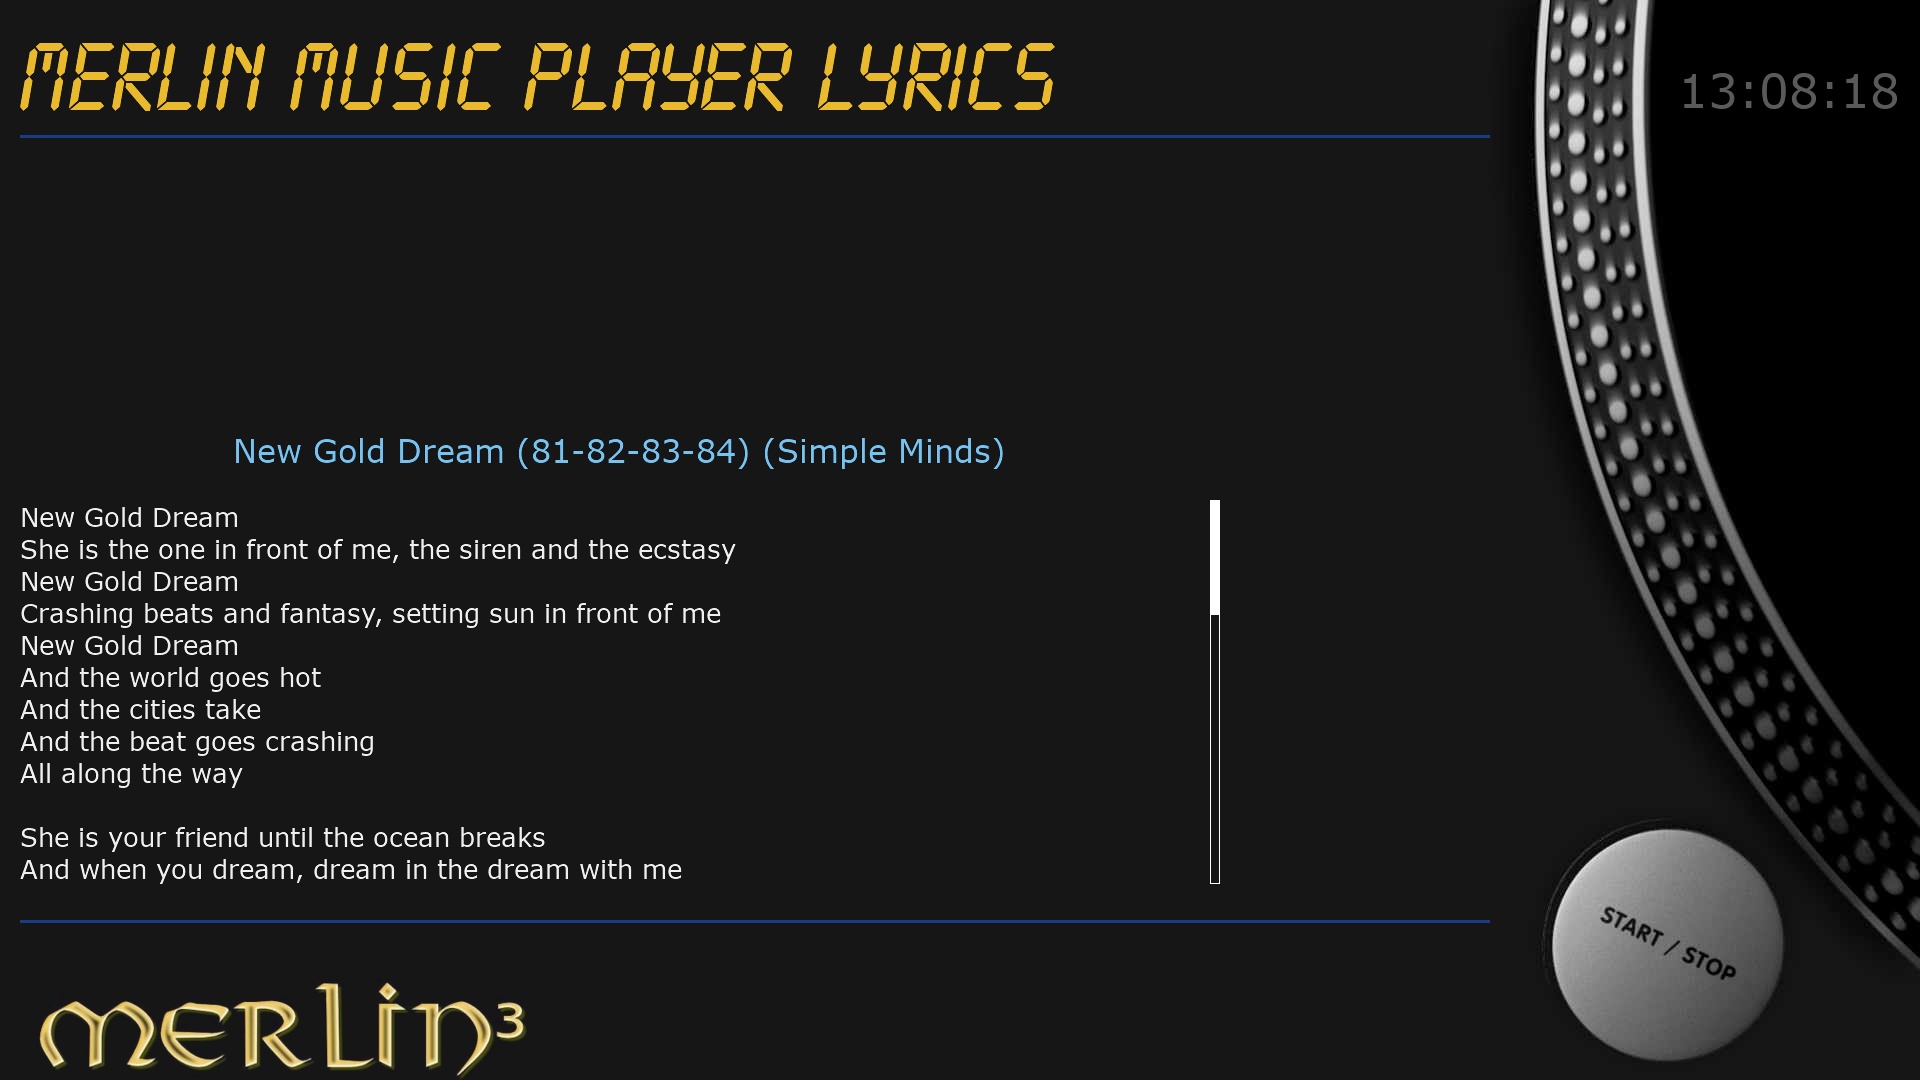 MERLIN MUSIC PLAYER LYRICS
13:08:18
New Gold Dream (81-82-83-84) (Simple Minds)
New Gold Dream
She is the one in front of me, the siren and the ecstasy
New Gold Dream
Crashing beats and fantasy, setting sun in front of me
New Gold Dream
And the world goes hot
And the cities take
And the beat goes crashing
All along the way
She is your friend until the ocean breaks
And when you dream, dream in the dream with me
START / STOP
MERLIN³